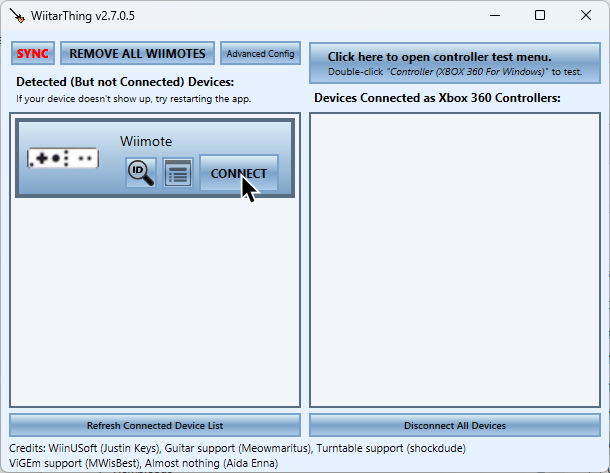 WiitarThing v2.7.0.5
SYNC
REMOVE ALL WIIMOTES
Advanced Config
Click here to open controller test menu.
Double-click "Controller (XBOX 360 For Windows)" to test.
Detected (But not Connected) Devices:
If your device doesn't show up, try restarting the app.
Devices Connected as Xbox 360 Controllers:
Wiimote
ID
CONNECT
Refresh Connected Device List
Disconnect All Devices
Credits: WiinUSoft (Justin Keys), Guitar support (Meowmaritus), Turntable support (shockdude)
ViGEm support (MWisBest), Almost nothing (Aida Enna)